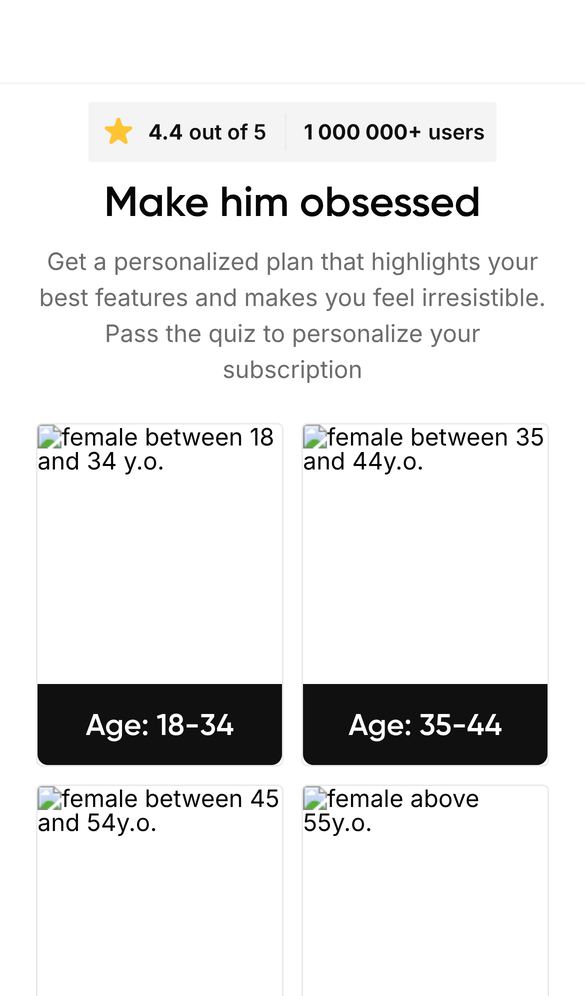 4.4 out of 5
1 000 000+ users
Make him obsessed
Get a personalized plan that highlights your
best features and makes you feel irresistible.
Pass the quiz to personalize your
subscription
female between 18
and 34 y.o.
Age: 18-34
female between 35
and 44y.o.
Age: 35-44
female between 45
and 54y.o.
female above
55y.o.